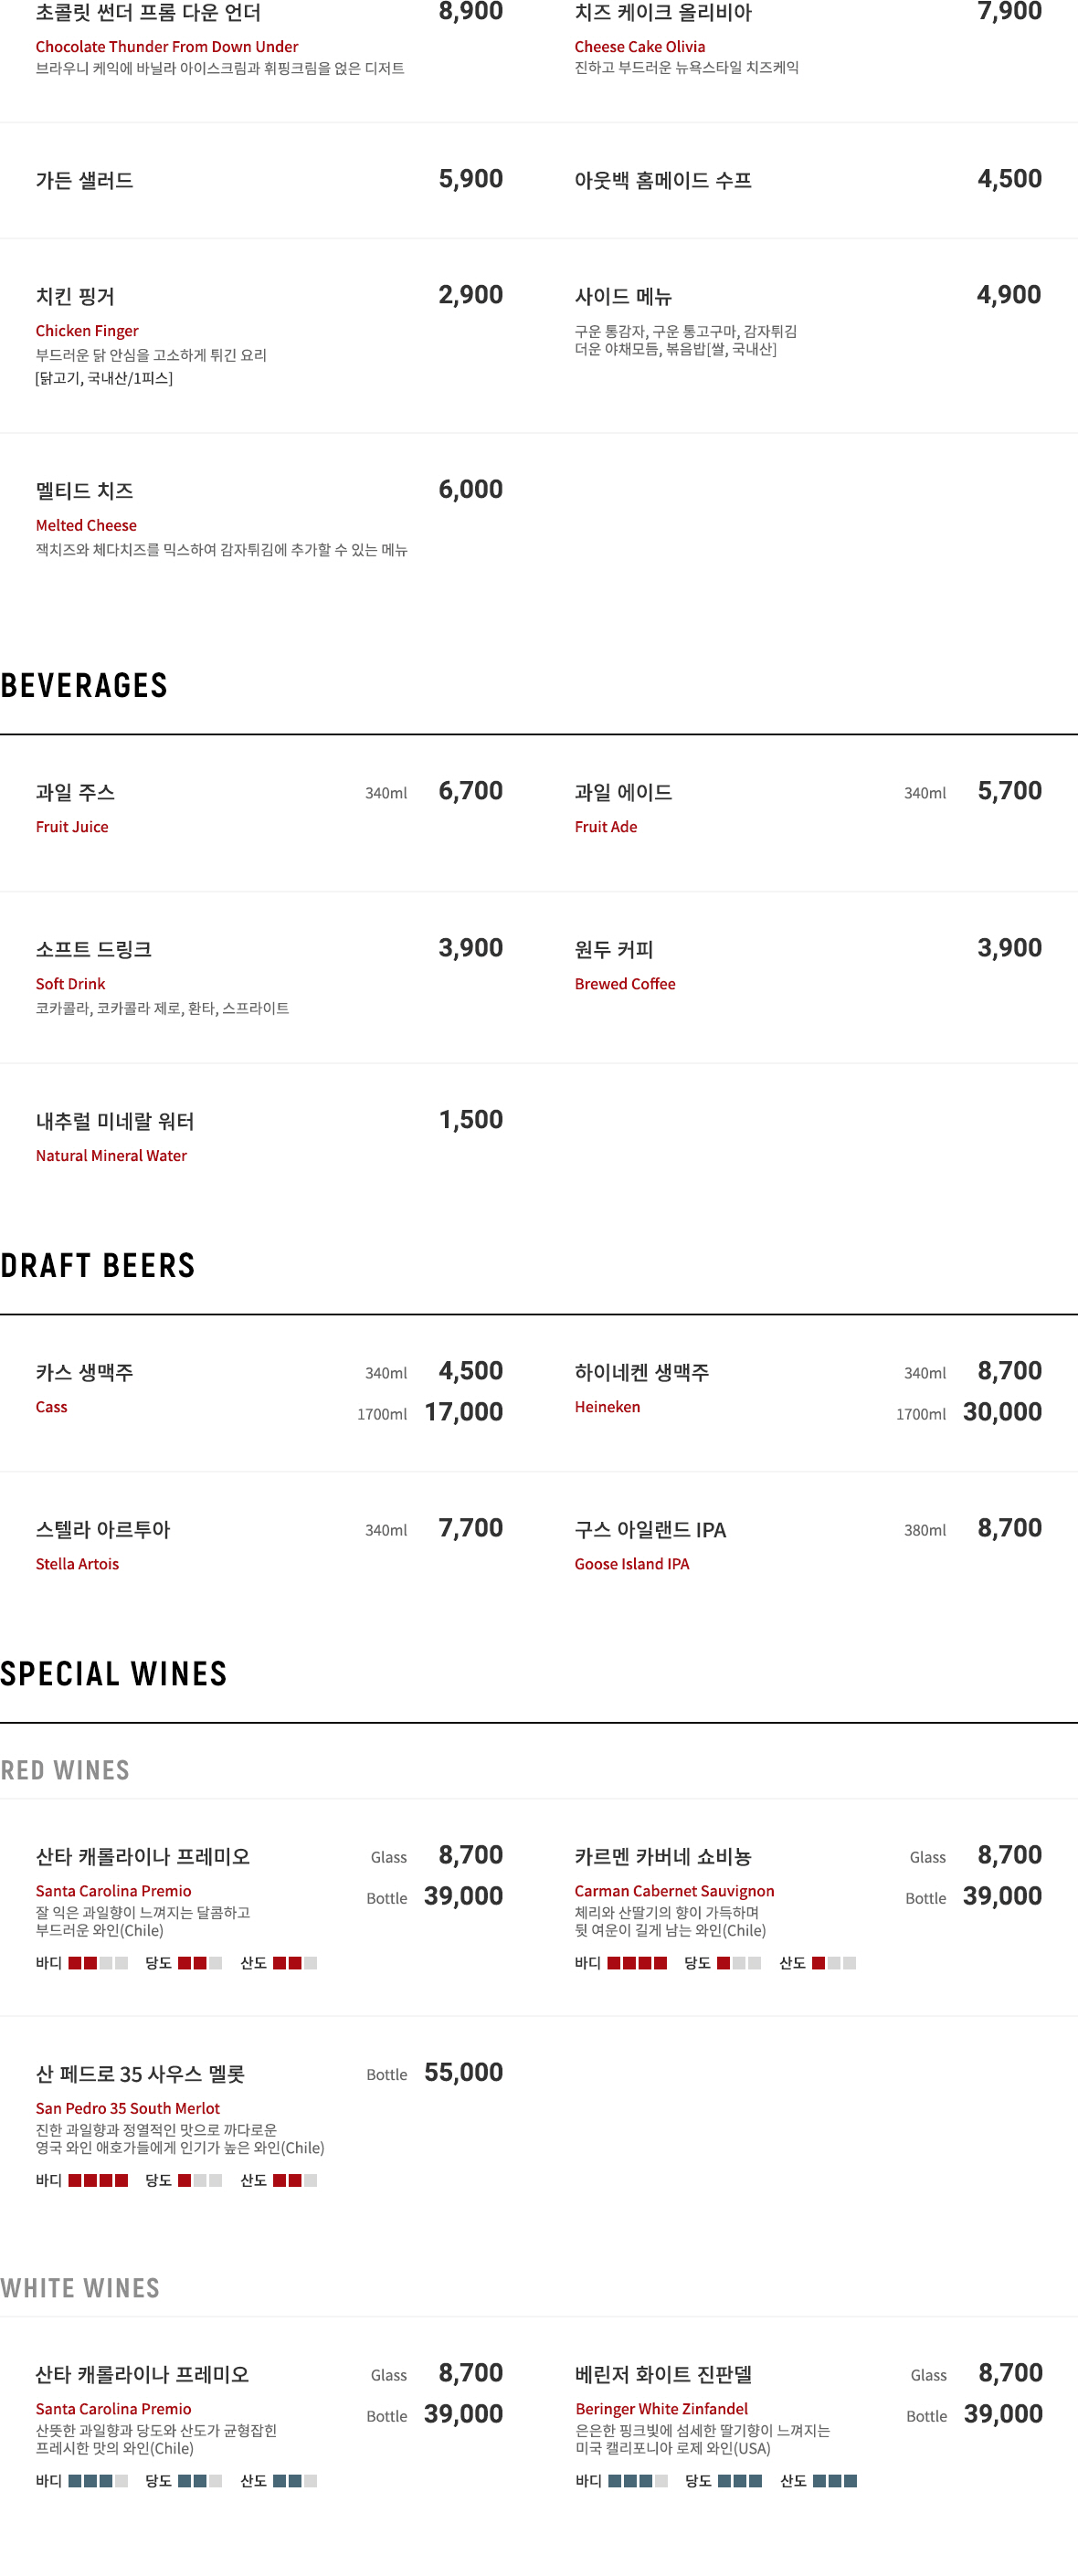 초콜릿 썬더 프롬 다운 언더 8,900
Chocolate Thunder From Down Under
브라우니 케익에 바닐라 아이스크림과 휘핑크림을 얹은 디저트
치즈 케이크 올리비아 7,900
Cheese Cake Olivia
진하고 부드러운 뉴욕스타일 치즈케익
가든 샐러드 5,900
아웃백 홈메이드 수프 4,500
치킨 핑거 2,900
Chicken Finger
부드러운 닭 안심을 고소하게 튀긴 요리
[닭고기, 국내산/1피스]
사이드 메뉴 4,900
구운 통감자, 구운 통고구마, 감자튀김
더운 야채모듬, 볶음밥[쌀, 국내산]
멜티드 치즈 6,000
Melted Cheese
잭치즈와 체다치즈를 믹스하여 감자튀김에 추가할 수 있는 메뉴
BEVERAGES
과일 주스 340ml 6,700
Fruit Juice
과일 에이드 340ml 5,700
Fruit Ade
소프트 드링크 3,900
Soft Drink
코카콜라, 코카콜라 제로, 환타, 스프라이트
원두 커피 3,900
Brewed Coffee
내추럴 미네랄 워터 1,500
Natural Mineral Water
DRAFT BEERS
카스 생맥주 340ml 4,500
Cass 1700ml 17,000
하이네켄 생맥주 340ml 8,700
Heineken 1700ml 30,000
스텔라 아르투아 340ml 7,700
Stella Artois
구스 아일랜드 IPA 380ml 8,700
Goose Island IPA
SPECIAL WINES
RED WINES
산타 캐롤라이나 프레미오 Glass 8,700
Santa Carolina Premio Bottle 39,000
잘 익은 과일향이 느껴지는 달콤하고
부드러운 와인(Chile)
바디 당도 산도
카르멘 카버네 쇼비뇽 Glass 8,700
Carman Cabernet Sauvignon Bottle 39,000
체리와 산딸기의 향이 가득하며
뒷 여운이 길게 남는 와인(Chile)
바디 당도 산도
산 페드로 35 사우스 멜롯 Bottle 55,000
San Pedro 35 South Merlot
진한 과일향과 정열적인 맛으로 까다로운
영국 와인 애호가들에게 인기가 높은 와인(Chile)
바디 당도 산도
WHITE WINES
산타 캐롤라이나 프레미오 Glass 8,700
Santa Carolina Premio Bottle 39,000
산뜻한 과일향과 당도와 산도가 균형잡힌
프레시한 맛의 와인(Chile)
바디 당도 산도
베린저 화이트 진판델 Glass 8,700
Beringer White Zinfandel Bottle 39,000
은은한 핑크빛에 섬세한 딸기향이 느껴지는
미국 캘리포니아 로제 와인(USA)
바디 당도 산도